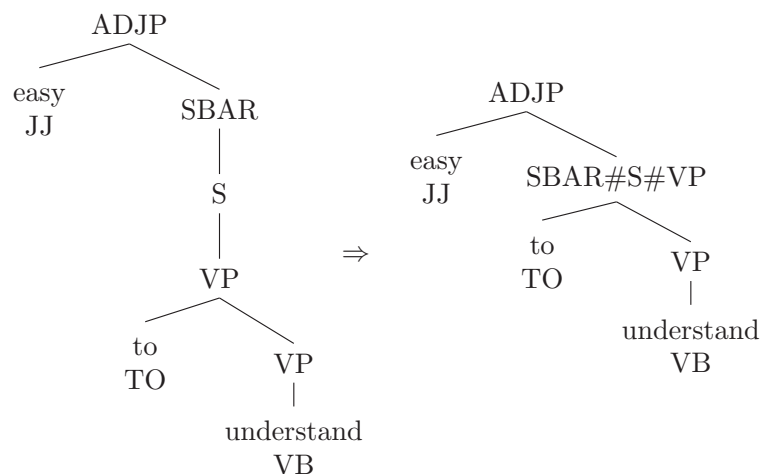 ADJP
easy
JJ
SBAR
S
VP
to
TO
VP
understand
VB
⇒
ADJP
easy
JJ
SBAR#S#VP
to
TO
VP
understand
VB